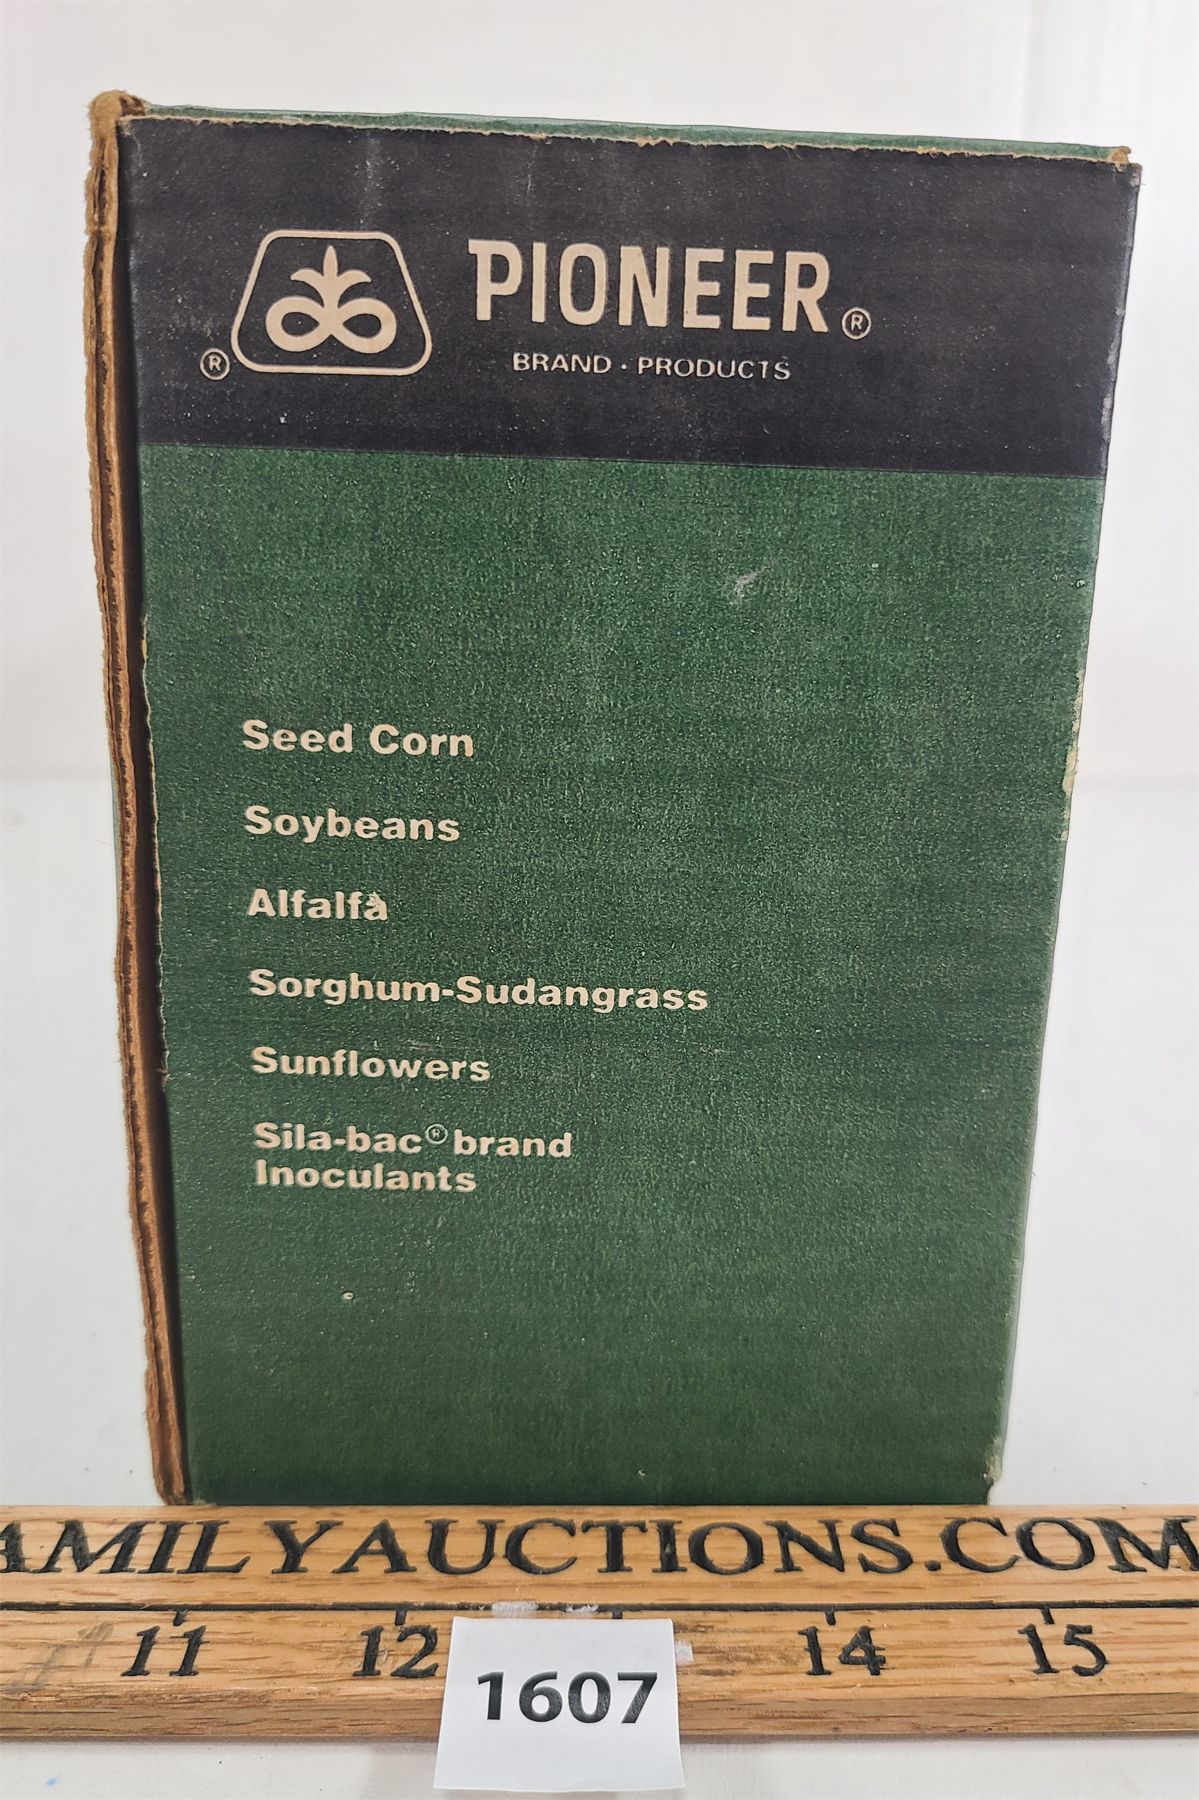 PIONEER®
® BRAND · PRODUCTS
Seed Corn
Soybeans
Alfalfa
Sorghum-Sudangrass
Sunflowers
Sila-bac® brand
Inoculants
AMILYAUCTIONS.COM
11 12 14 15
1607